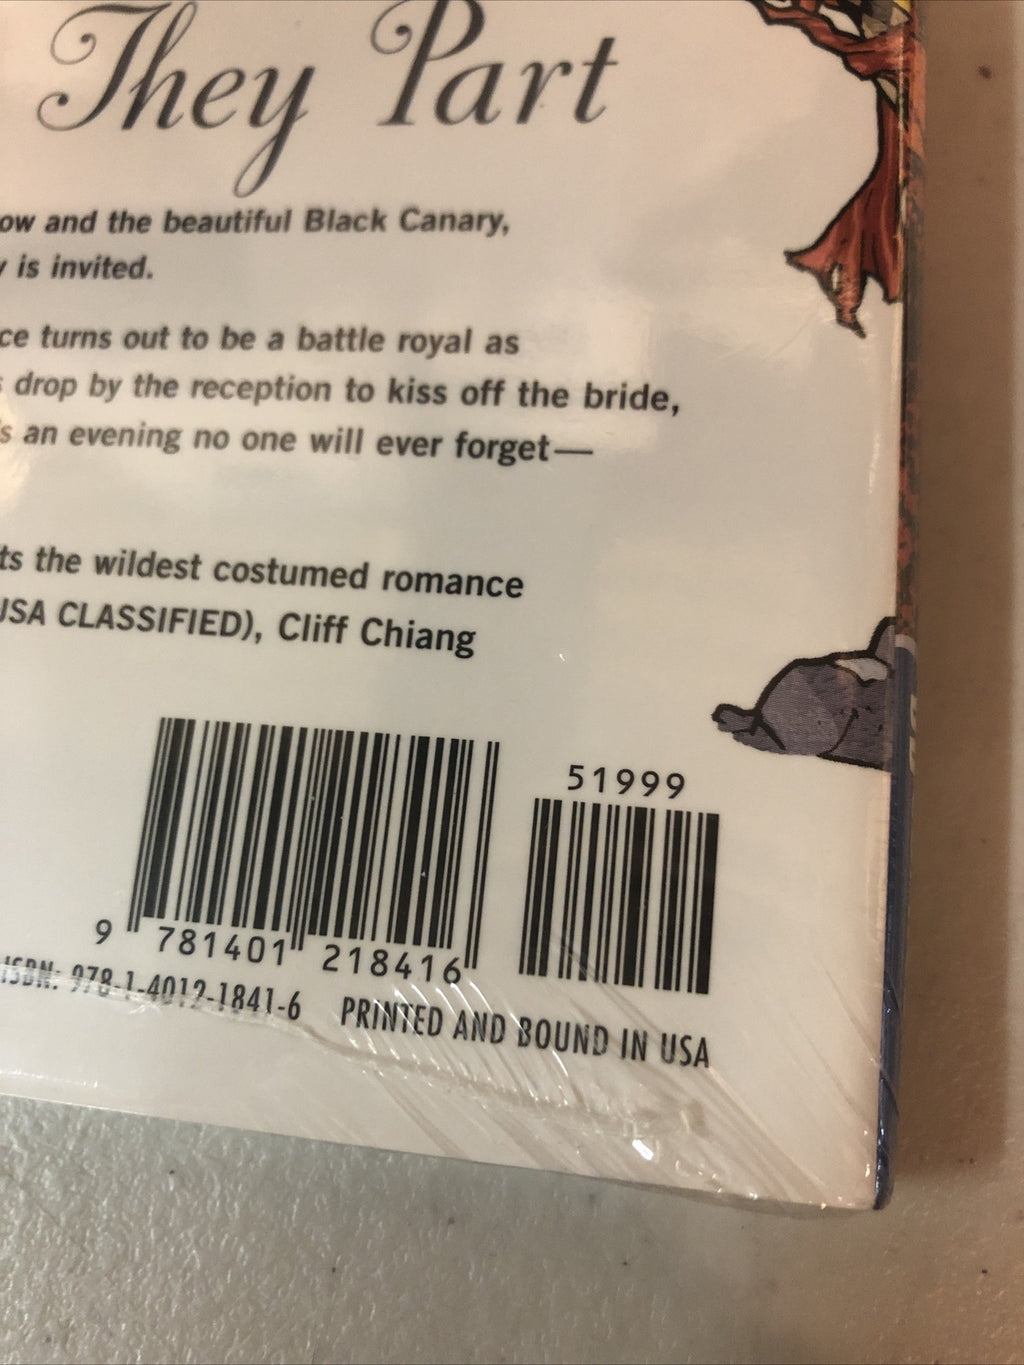 They Part
ow and the beautiful Black Canary,
y is invited.
ce turns out to be a battle royal as
s drop by the reception to kiss off the bride,
s an evening no one will ever forget—
ts the wildest costumed romance
USA CLASSIFIED), Cliff Chiang
51999
9 781401 218416
ISBN: 978-1-4012-1841-6 PRINTED AND BOUND IN USA